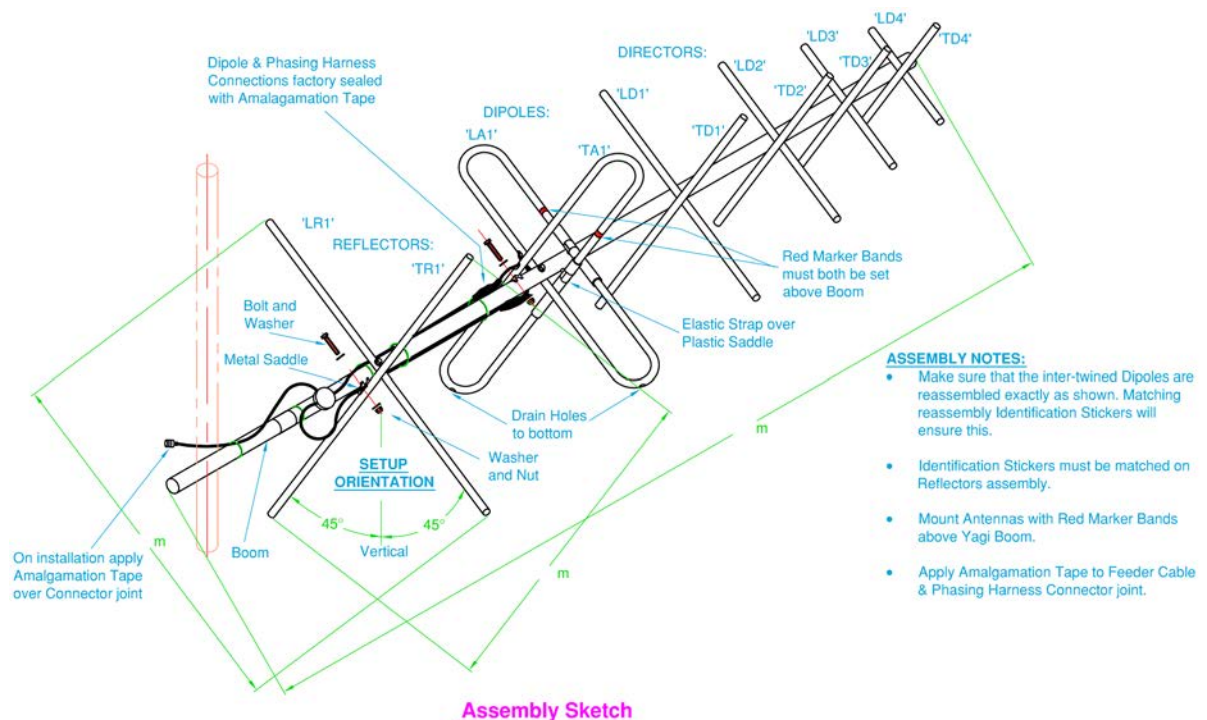 'LD4'
'TD4'
'LD3'
DIRECTORS:
'TD3'
'LD2'
Dipole & Phasing Harness
Connections factory sealed
with Amalagamation Tape
'TD2'
'LD1'
DIPOLES:
'TD1'
'LA1'
'TA1'
'LR1'
REFLECTORS:
'TR1'
Red Marker Bands
must both be set
above Boom
Bolt and
Washer
Elastic Strap over
Plastic Saddle
Metal Saddle
Drain Holes
to bottom
Washer
and Nut
SETUP
ORIENTATION
45°
45°
Vertical
Boom
m
m
m
On installation apply
Amalgamation Tape
over Connector joint
ASSEMBLY NOTES:
• Make sure that the inter-twined Dipoles are
reassembled exactly as shown. Matching
reassembly Identification Stickers will
ensure this.
• Identification Stickers must be matched on
Reflectors assembly.
• Mount Antennas with Red Marker Bands
above Yagi Boom.
• Apply Amalgamation Tape to Feeder Cable
& Phasing Harness Connector joint.
Assembly Sketch